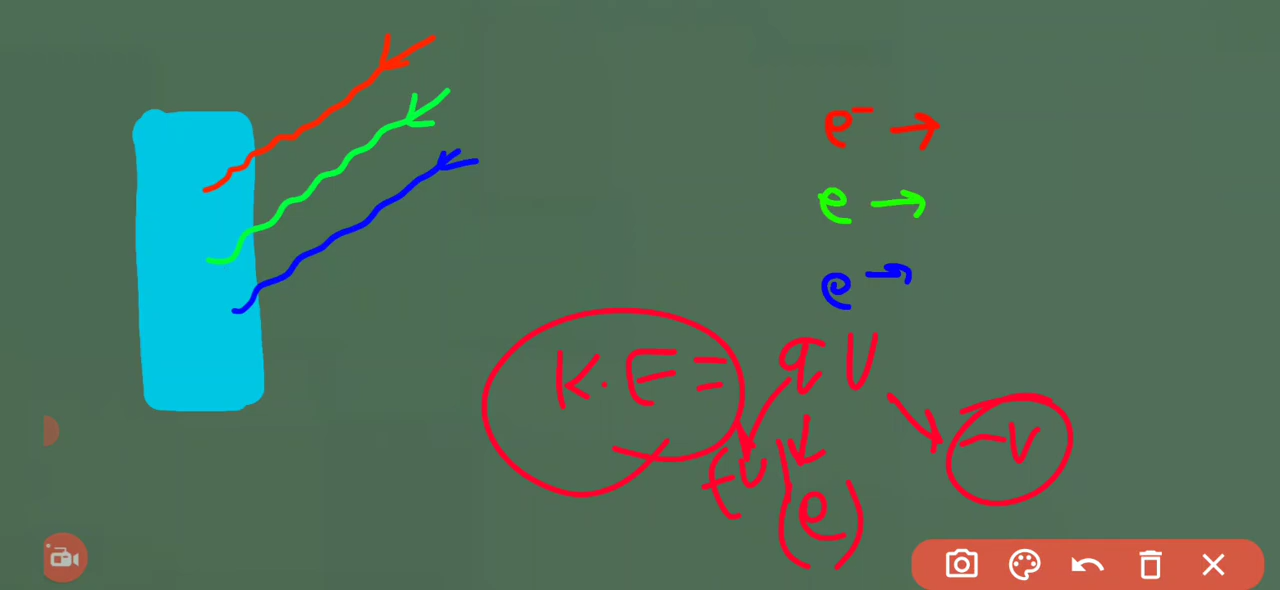 e⁻ →
e →
e →
K.E = qV
(e)
-V